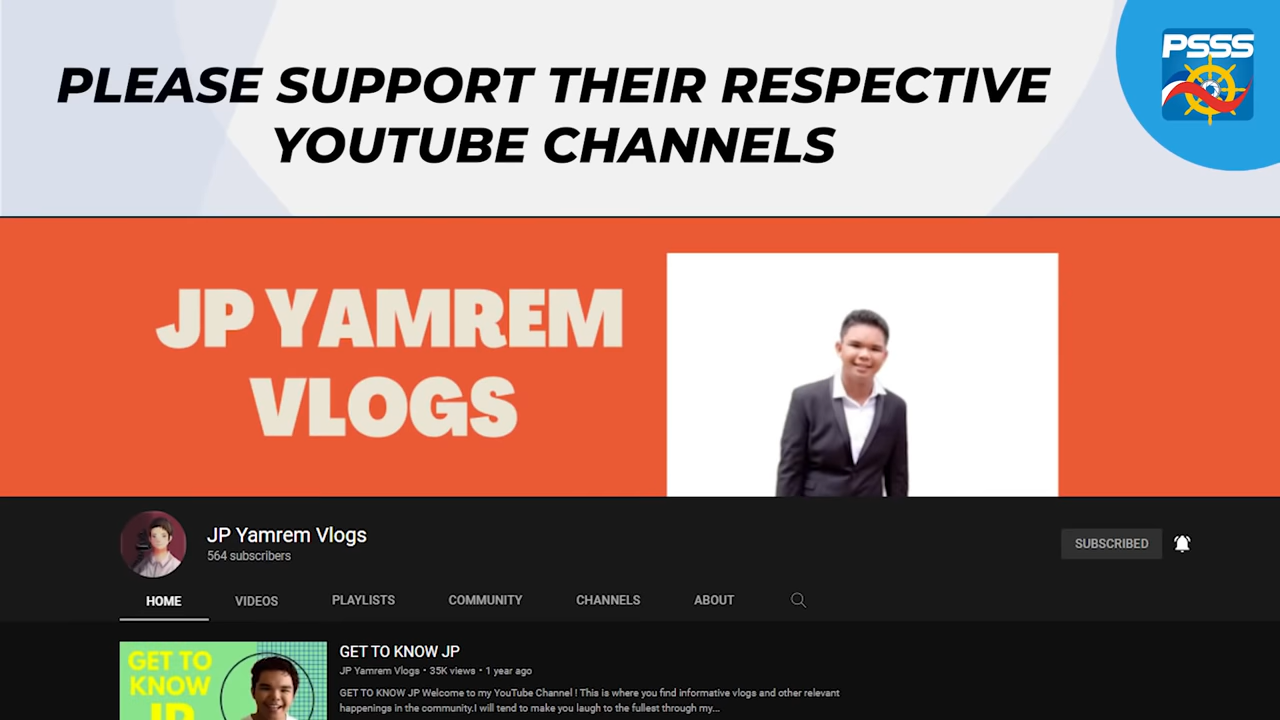 PSSS
PLEASE SUPPORT THEIR RESPECTIVE
YOUTUBE CHANNELS
JP YAMREM
VLOGS
JP Yamrem Vlogs
564 subscribers
SUBSCRIBED
HOME VIDEOS PLAYLISTS COMMUNITY CHANNELS ABOUT
GET TO
KNOW
JP
GET TO KNOW JP
JP Yamrem Vlogs • 35K views • 1 year ago
GET TO KNOW JP Welcome to my YouTube Channel ! This is where you find informative vlogs and other relevant
happenings in the community.I will tend to make you laugh to the fullest through my...